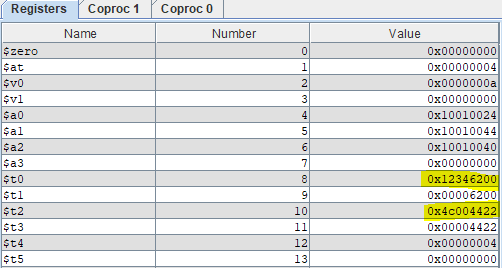 Registers Coproc 1 Coproc 0
Name Number Value
$zero 0 0x00000000
$at 1 0x00000004
$v0 2 0x0000000a
$v1 3 0x00000000
$a0 4 0x10010024
$a1 5 0x10010044
$a2 6 0x10010040
$a3 7 0x00000000
$t0 8 0x12346200
$t1 9 0x00006200
$t2 10 0x4c004422
$t3 11 0x00004422
$t4 12 0x00000004
$t5 13 0x00000000